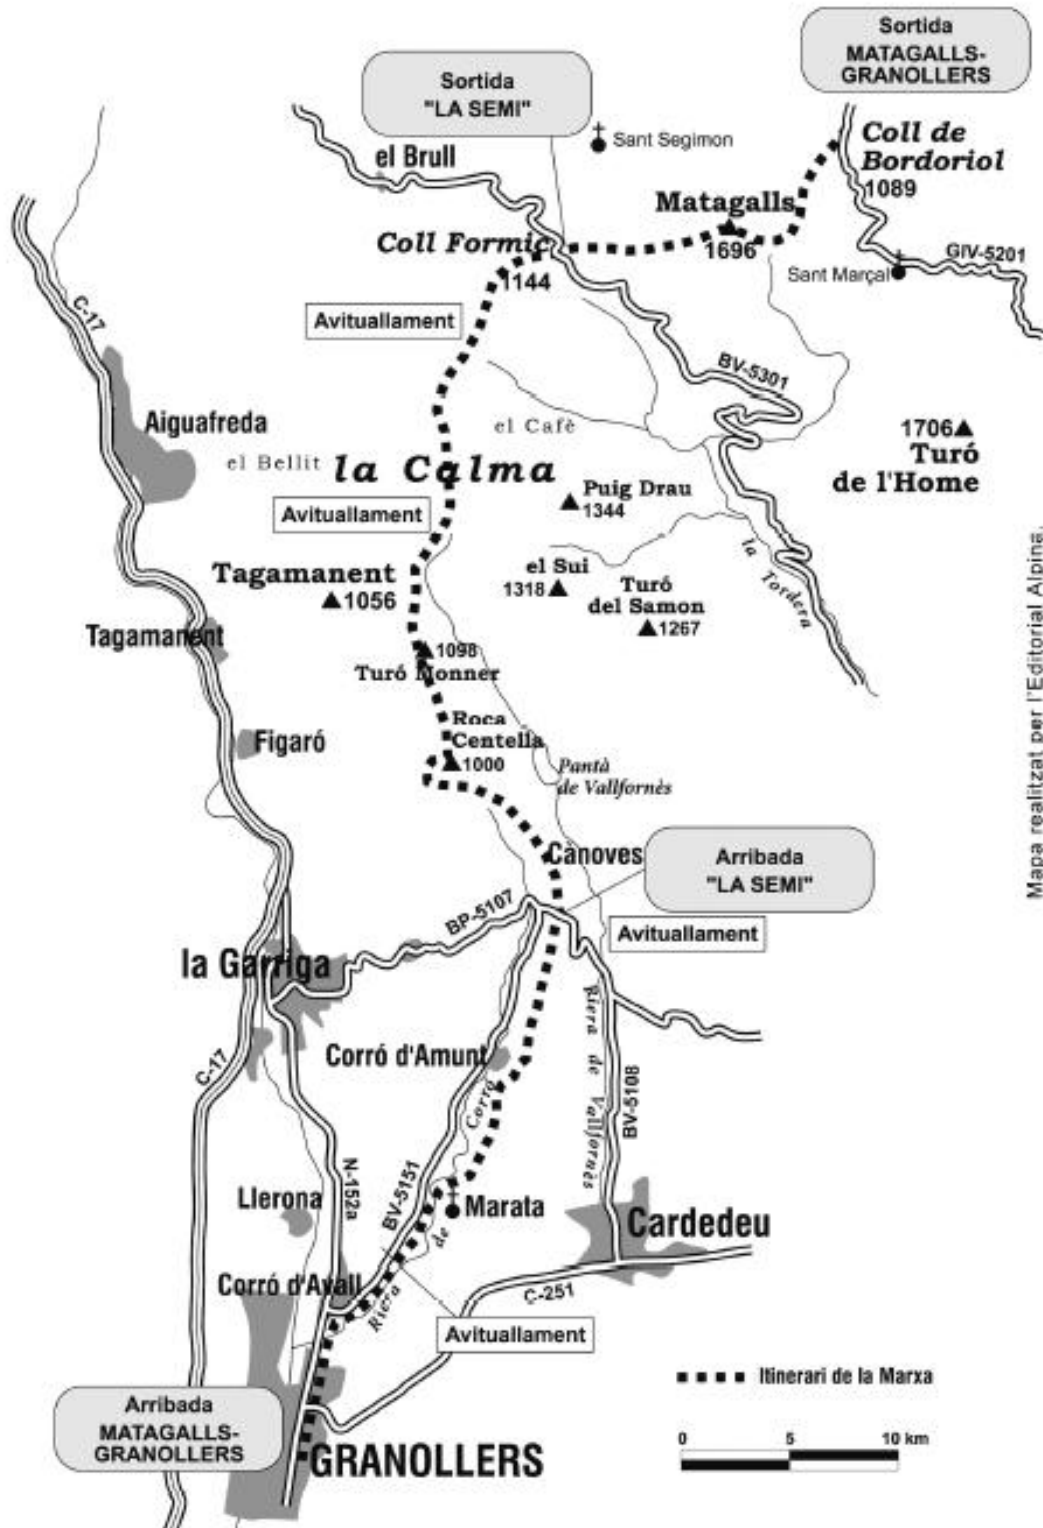 Sortida
MATAGALLS-
GRANOLLERS
Sortida
"LA SEMI"
Sant Segimon
Coll de
Bordoriol
1089
el Brull
Matagalls
1696
Coll Formic
1144
GIV-5201
Sant Marçal
C-17
Avituallament
BV-5301
Aiguafreda
el Cafè
1706
Turó
de l'Home
el Bellit
la Calma
Puig Drau
1344
Avituallament
la Tordera
Tagamanent
1056
el Sui
1318
Turó
del Samon
1267
Tagamanent
1098
Turó Monner
Figaró
Roca
Centella
1000
Pantà
de Vallfornès
Mapa realitzat per l'Editorial Alpina.
Cànoves
Arribada
"LA SEMI"
BP-5107
Avituallament
la Garriga
Riera de Vallfornès
Corró d'Amunt
C-17
BV-5108
Riera de Corró
N-152a
BV-5151
Llerona
Marata
Cardedeu
Corró d'Avall
C-251
Avituallament
Itinerari de la Marxa
Arribada
MATAGALLS-
GRANOLLERS
GRANOLLERS
0 5 10 km